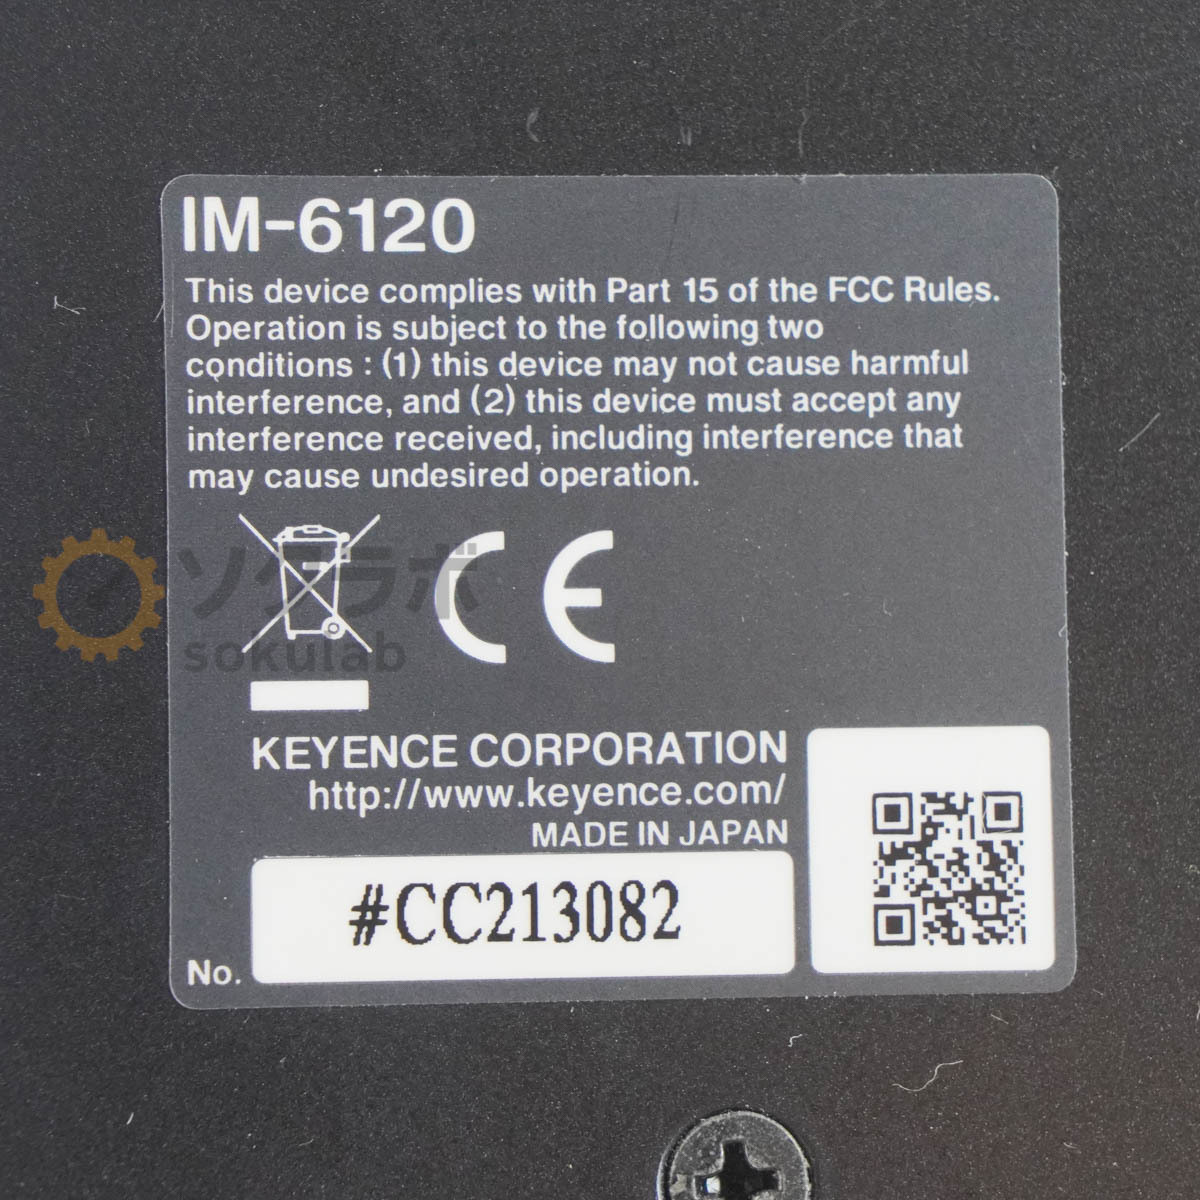 IM-6120
This device complies with Part 15 of the FCC Rules.
Operation is subject to the following two
conditions : (1) this device may not cause harmful
interference, and (2) this device must accept any
interference received, including interference that
may cause undesired operation.
ソクラボ
sokulab
CE
KEYENCE CORPORATION
http://www.keyence.com/
MADE IN JAPAN
No. #CC213082